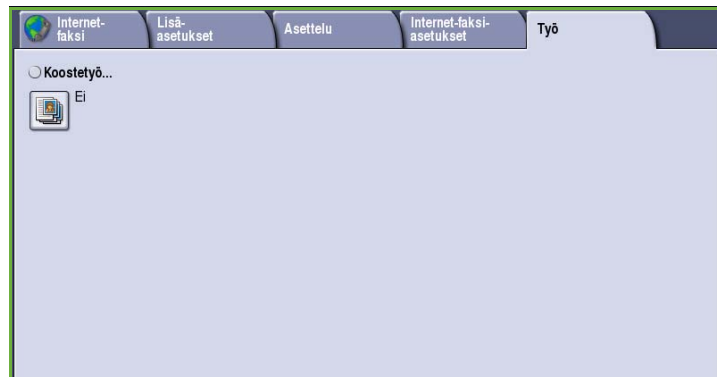 Internet-
faksi
Lisä-
asetukset
Asettelu
Internet-faksi-
asetukset
Työ
Koostetyö...
Ei